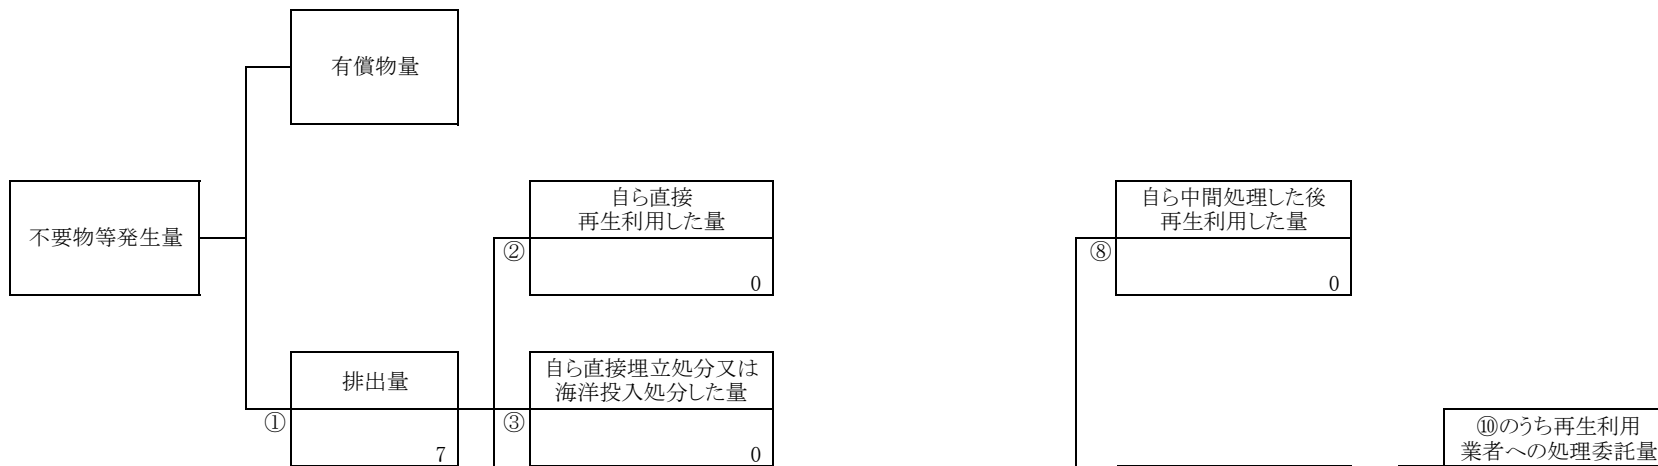 有償物量
不要物等発生量
自ら直接
再生利用した量
②
0
自ら中間処理した後
再生利用した量
⑧
0
排出量
①
7
自ら直接埋立処分又は
海洋投入処分した量
③
0
⑩のうち再生利用
業者への処理委託量